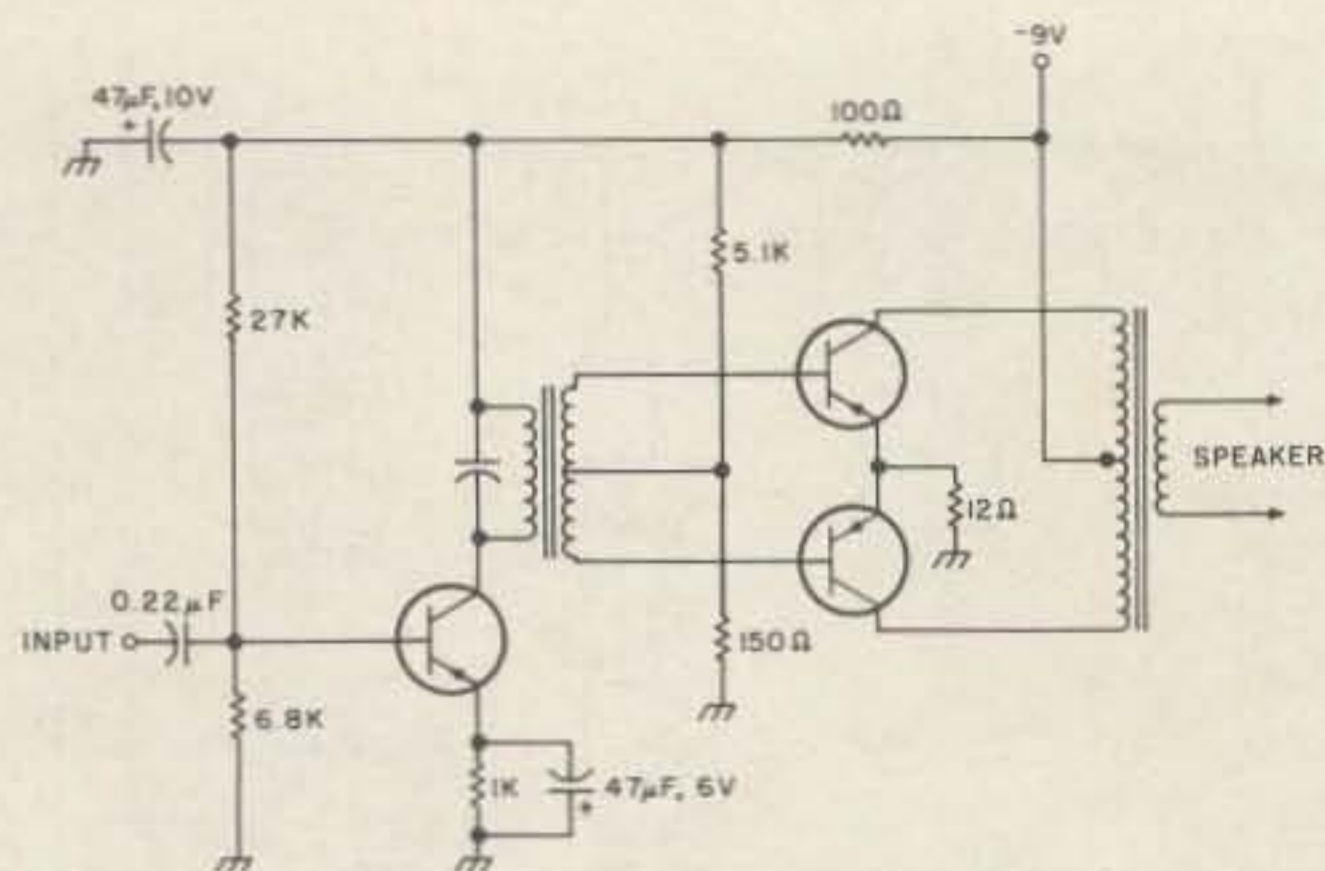 -9V
47µF, 10V
+
100Ω
5.1K
27K
SPEAKER
12Ω
0.22µF
INPUT
150Ω
6.8K
1K
47µF, 6V
+